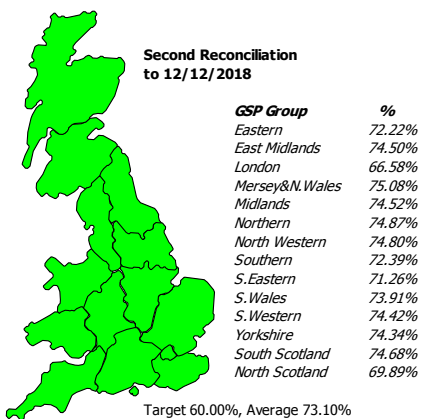 Second Reconciliation
to 12/12/2018
GSP Group %
Eastern 72.22%
East Midlands 74.50%
London 66.58%
Mersey&N.Wales 75.08%
Midlands 74.52%
Northern 74.87%
North Western 74.80%
Southern 72.39%
S.Eastern 71.26%
S.Wales 73.91%
S.Western 74.42%
Yorkshire 74.34%
South Scotland 74.68%
North Scotland 69.89%
Target 60.00%, Average 73.10%